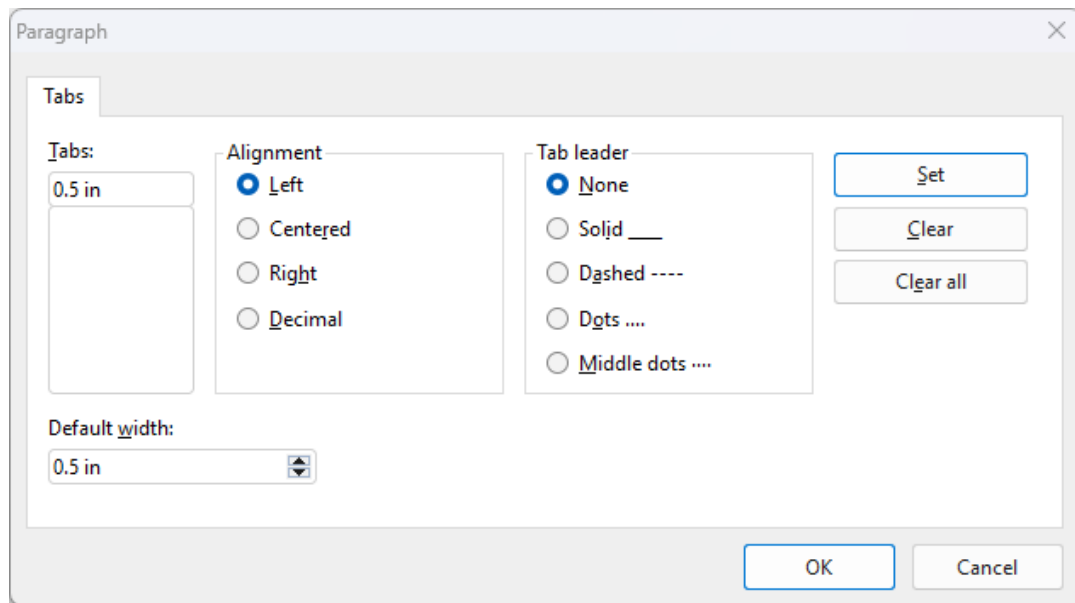 Paragraph
Tabs
Tabs:
0.5 in
Alignment
Left
Centered
Right
Decimal
Tab leader
None
Solid ___
Dashed ----
Dots ....
Middle dots ····
Set
Clear
Clear all
Default width:
0.5 in
OK
Cancel